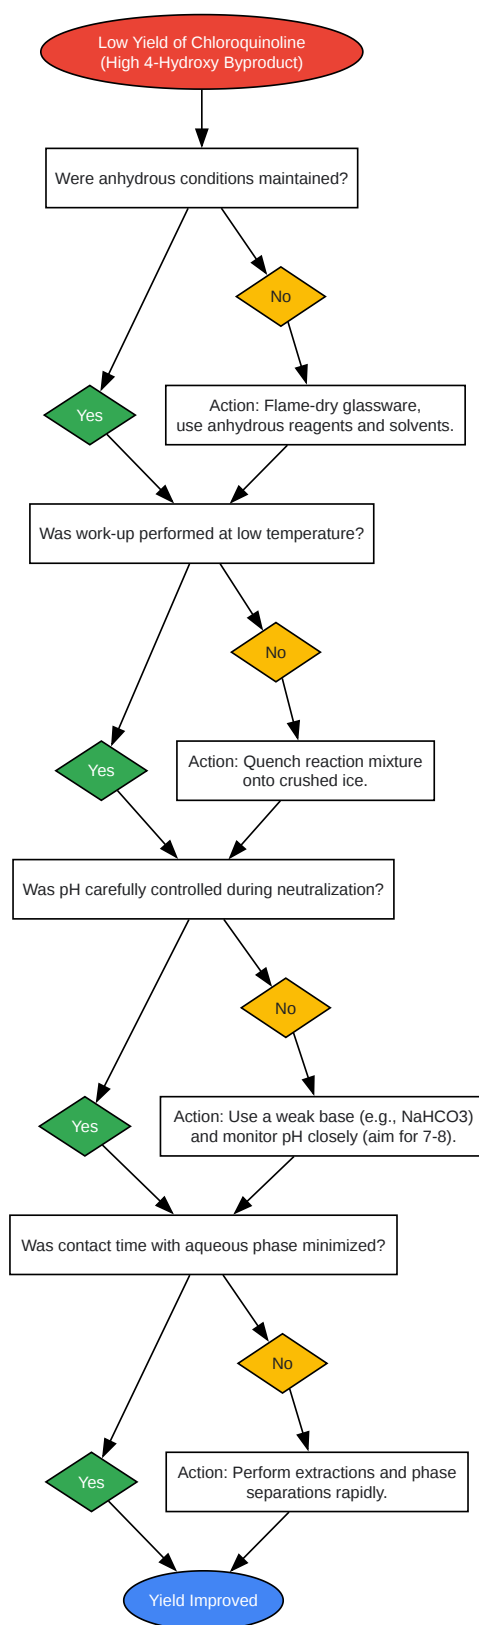 Low Yield of Chloroquinoline
(High 4-Hydroxy Byproduct)
Were anhydrous conditions maintained?
No
Yes
Action: Flame-dry glassware,
use anhydrous reagents and solvents.
Was work-up performed at low temperature?
No
Yes
Action: Quench reaction mixture
onto crushed ice.
Was pH carefully controlled during neutralization?
No
Yes
Action: Use a weak base (e.g., NaHCO3)
and monitor pH closely (aim for 7-8).
Was contact time with aqueous phase minimized?
No
Yes
Action: Perform extractions and phase
separations rapidly.
Yield Improved